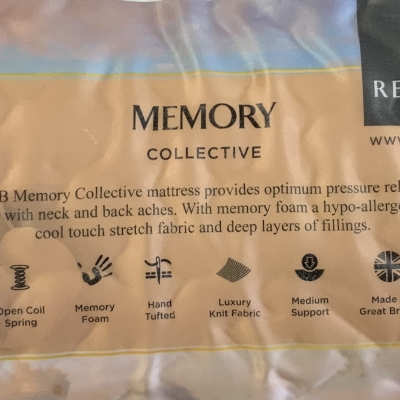 RE
www
MEMORY
COLLECTIVE
B Memory Collective mattress provides optimum pressure rel
with neck and back aches. With memory foam a hypo-allerge
cool touch stretch fabric and deep layers of fillings.
Open Coil
Spring
Memory
Foam
Hand
Tufted
Luxury
Knit Fabric
Medium
Support
Made
Great Br